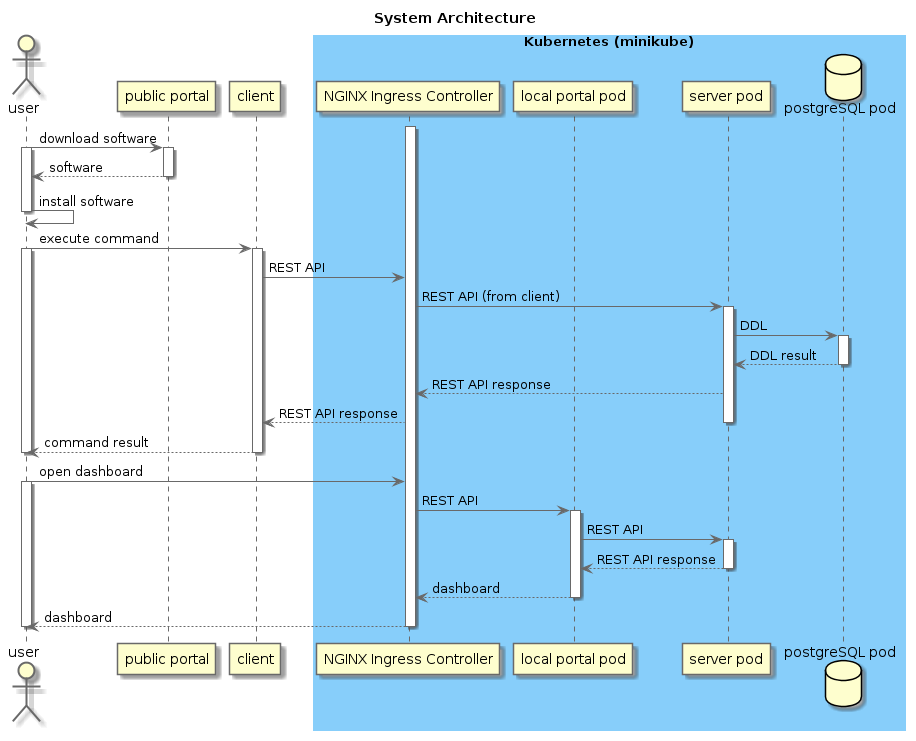 System Architecture
Kubernetes (minikube)
user
public portal
client
NGINX Ingress Controller
local portal pod
server pod
postgreSQL pod
download software
software
install software
execute command
REST API
REST API (from client)
DDL
DDL result
REST API response
REST API response
command result
open dashboard
REST API
REST API
REST API response
dashboard
dashboard
user
public portal
client
NGINX Ingress Controller
local portal pod
server pod
postgreSQL pod